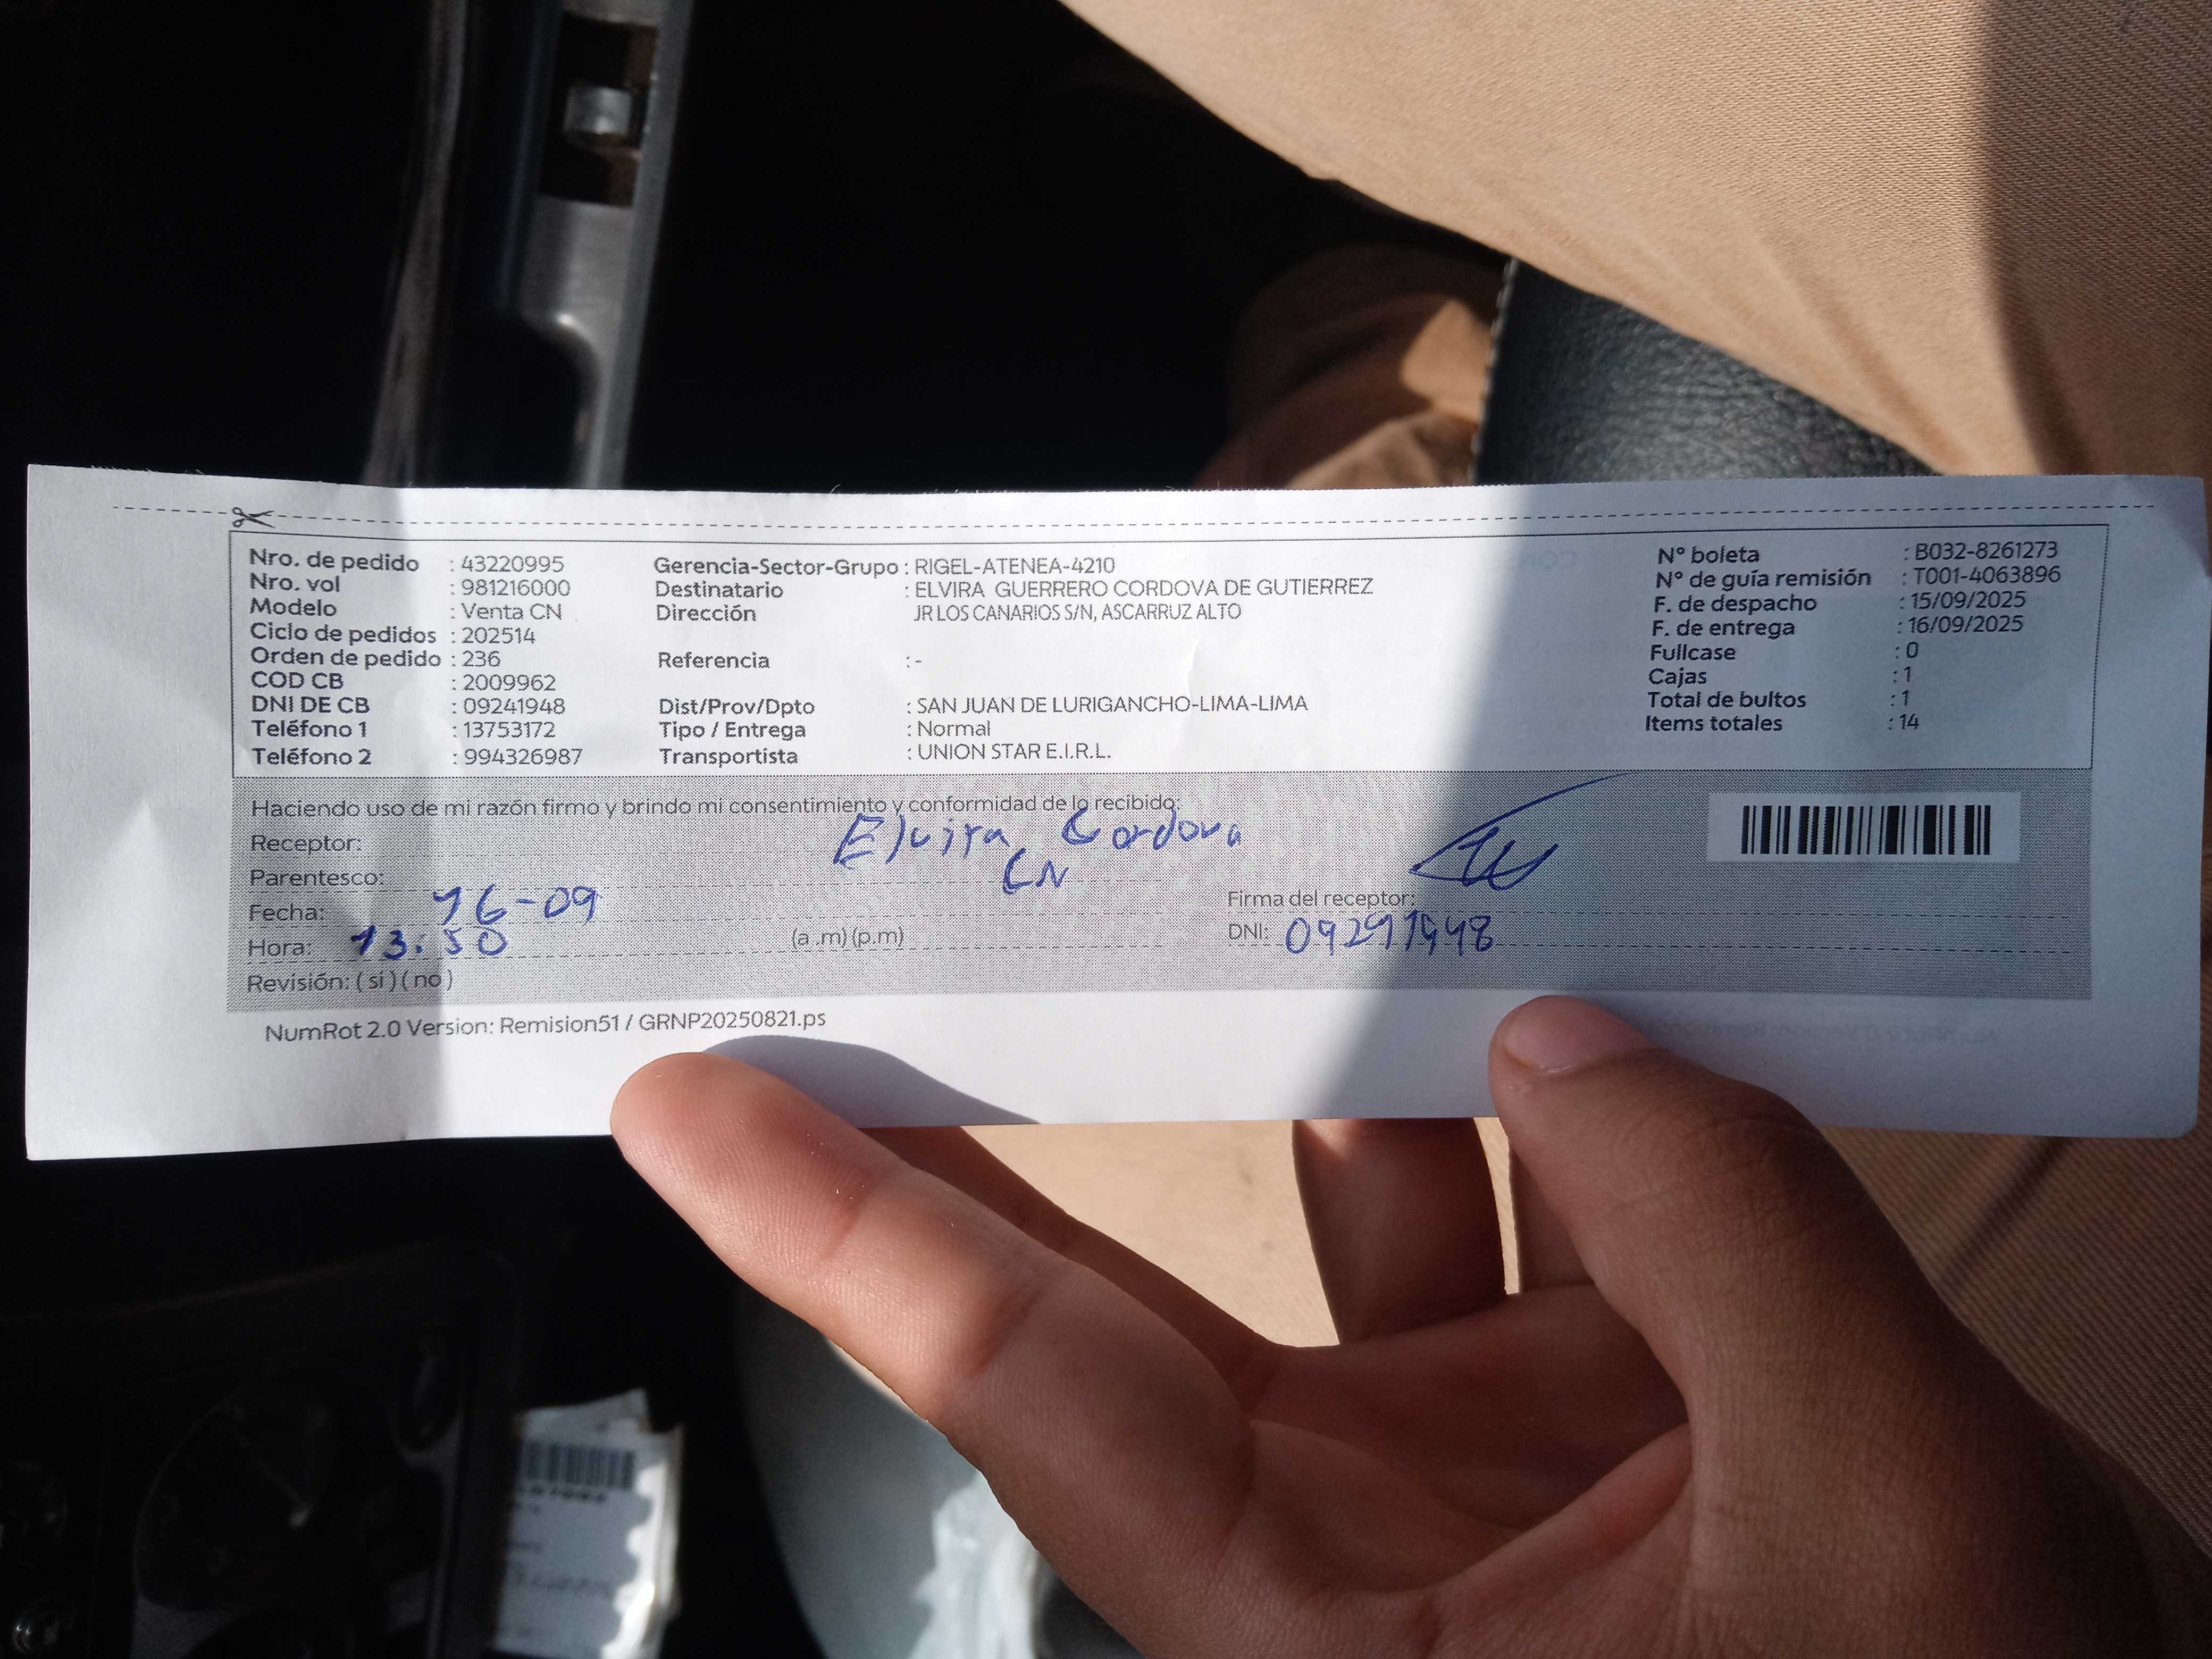 Nro. de pedido : 43220995 Gerencia-Sector-Grupo : RIGEL-ATENEA-4210 N° boleta : B032-8261273
Nro. vol : 981216000 Destinatario : ELVIRA GUERRERO CORDOVA DE GUTIERREZ N° de guía remisión : T001-4063896
Modelo : Venta CN Dirección JR LOS CANARIOS S/N, ASCARRUZ ALTO F. de despacho : 15/09/2025
Ciclo de pedidos : 202514 F. de entrega : 16/09/2025
Orden de pedido : 236 Referencia : - Fullcase : 0
COD CB : 2009962 Cajas : 1
DNI DE CB : 09241948 Dist/Prov/Dpto : SAN JUAN DE LURIGANCHO-LIMA-LIMA Total de bultos : 1
Teléfono 1 : 13753172 Tipo / Entrega : Normal Items totales : 14
Teléfono 2 : 994326987 Transportista : UNION STAR E.I.R.L.
Haciendo uso de mi razón firmo y brindo mi consentimiento y conformidad de lo recibido:
Receptor: Elvira Cordova
Parentesco: CN
Fecha: 16-09 Firma del receptor:
Hora: 13:50 (a .m) (p.m) DNI: 09241948
Revisión: ( si ) ( no )
NumRot 2.0 Version: Remision51 / GRNP20250821.ps